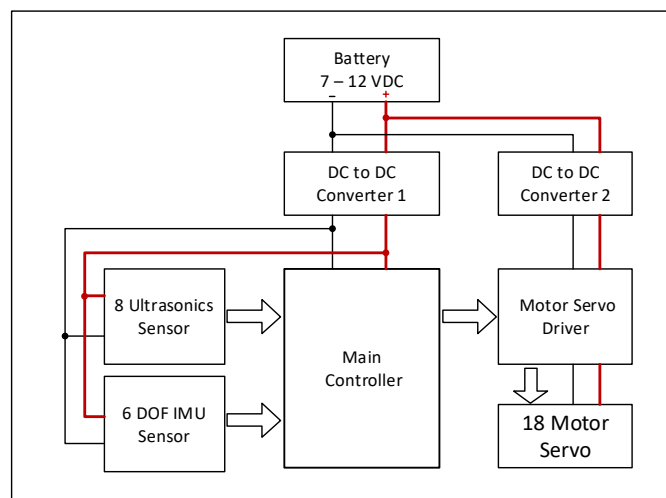 Battery
7 – 12 VDC
– +
DC to DC
Converter 1
DC to DC
Converter 2
8 Ultrasonics
Sensor
Main
Controller
Motor Servo
Driver
6 DOF IMU
Sensor
18 Motor
Servo